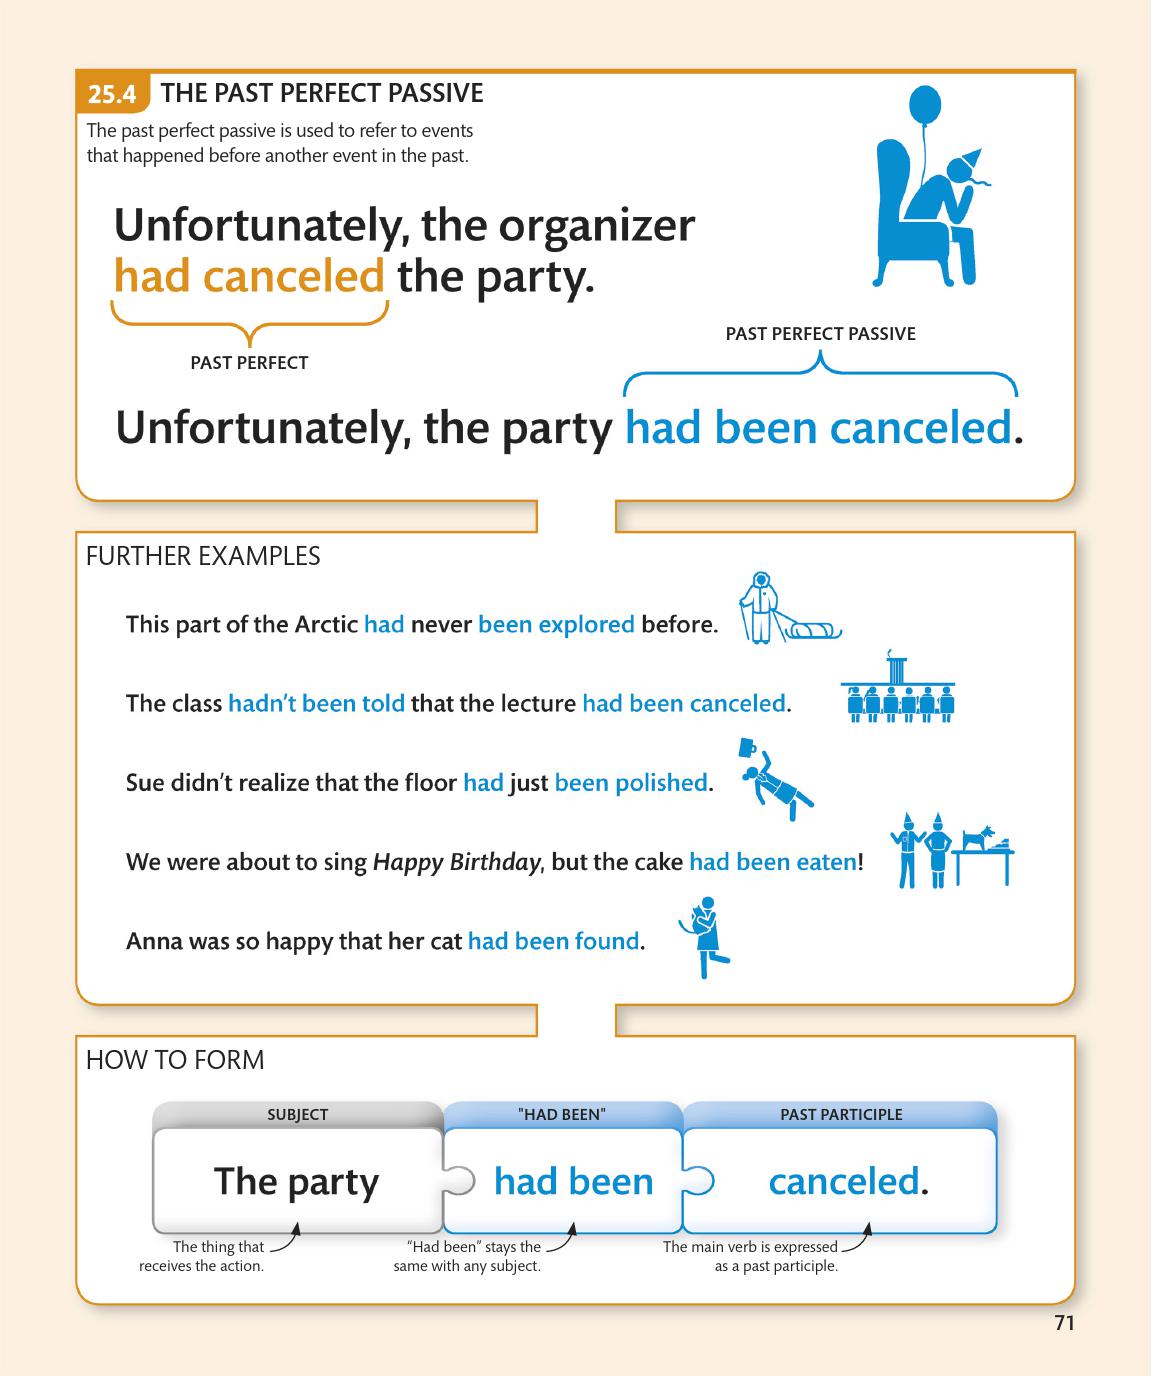 25.4 THE PAST PERFECT PASSIVE
The past perfect passive is used to refer to events
that happened before another event in the past.
Unfortunately, the organizer
had canceled the party.
PAST PERFECT
PAST PERFECT PASSIVE
Unfortunately, the party had been canceled.
FURTHER EXAMPLES
This part of the Arctic had never been explored before.
The class hadn’t been told that the lecture had been canceled.
Sue didn’t realize that the floor had just been polished.
We were about to sing Happy Birthday, but the cake had been eaten!
Anna was so happy that her cat had been found.
HOW TO FORM
SUBJECT
"HAD BEEN"
PAST PARTICIPLE
The party
had been
canceled.
The thing that
receives the action.
“Had been” stays the
same with any subject.
The main verb is expressed
as a past participle.
71